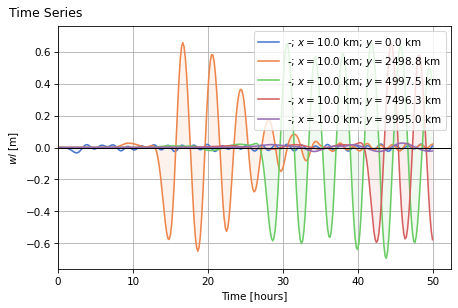 Time Series
-; x = 10.0 km; y = 0.0 km
-; x = 10.0 km; y = 2498.8 km
-; x = 10.0 km; y = 4997.5 km
-; x = 10.0 km; y = 7496.3 km
-; x = 10.0 km; y = 9995.0 km
wl [m]
0.6
0.4
0.2
0.0
−0.2
−0.4
−0.6
0
10
20
30
40
50
Time [hours]